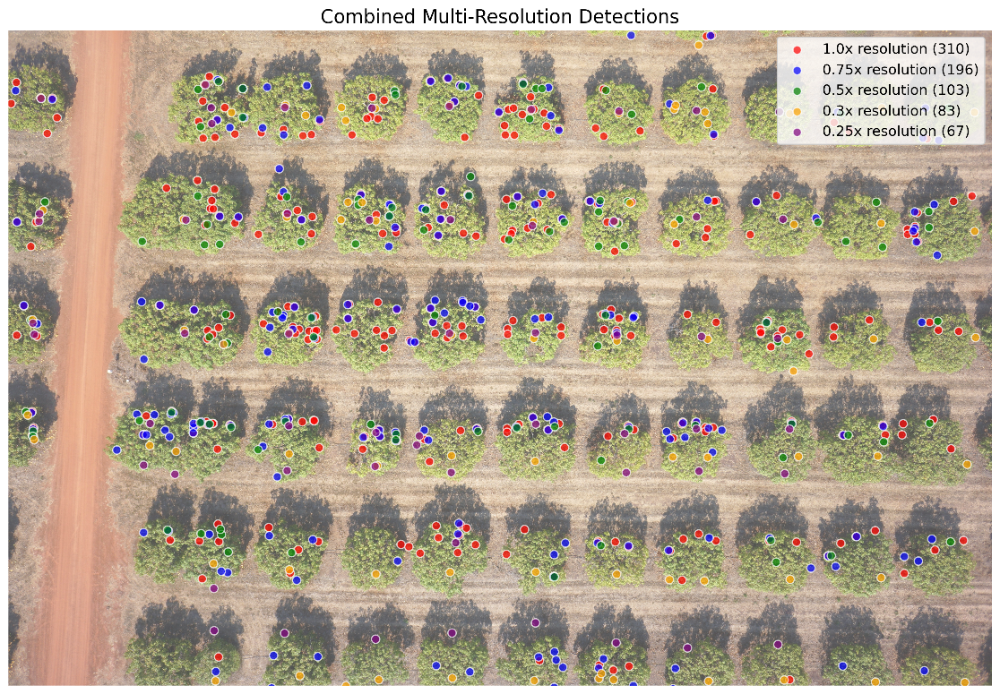 Combined Multi-Resolution Detections
1.0x resolution (310)
0.75x resolution (196)
0.5x resolution (103)
0.3x resolution (83)
0.25x resolution (67)